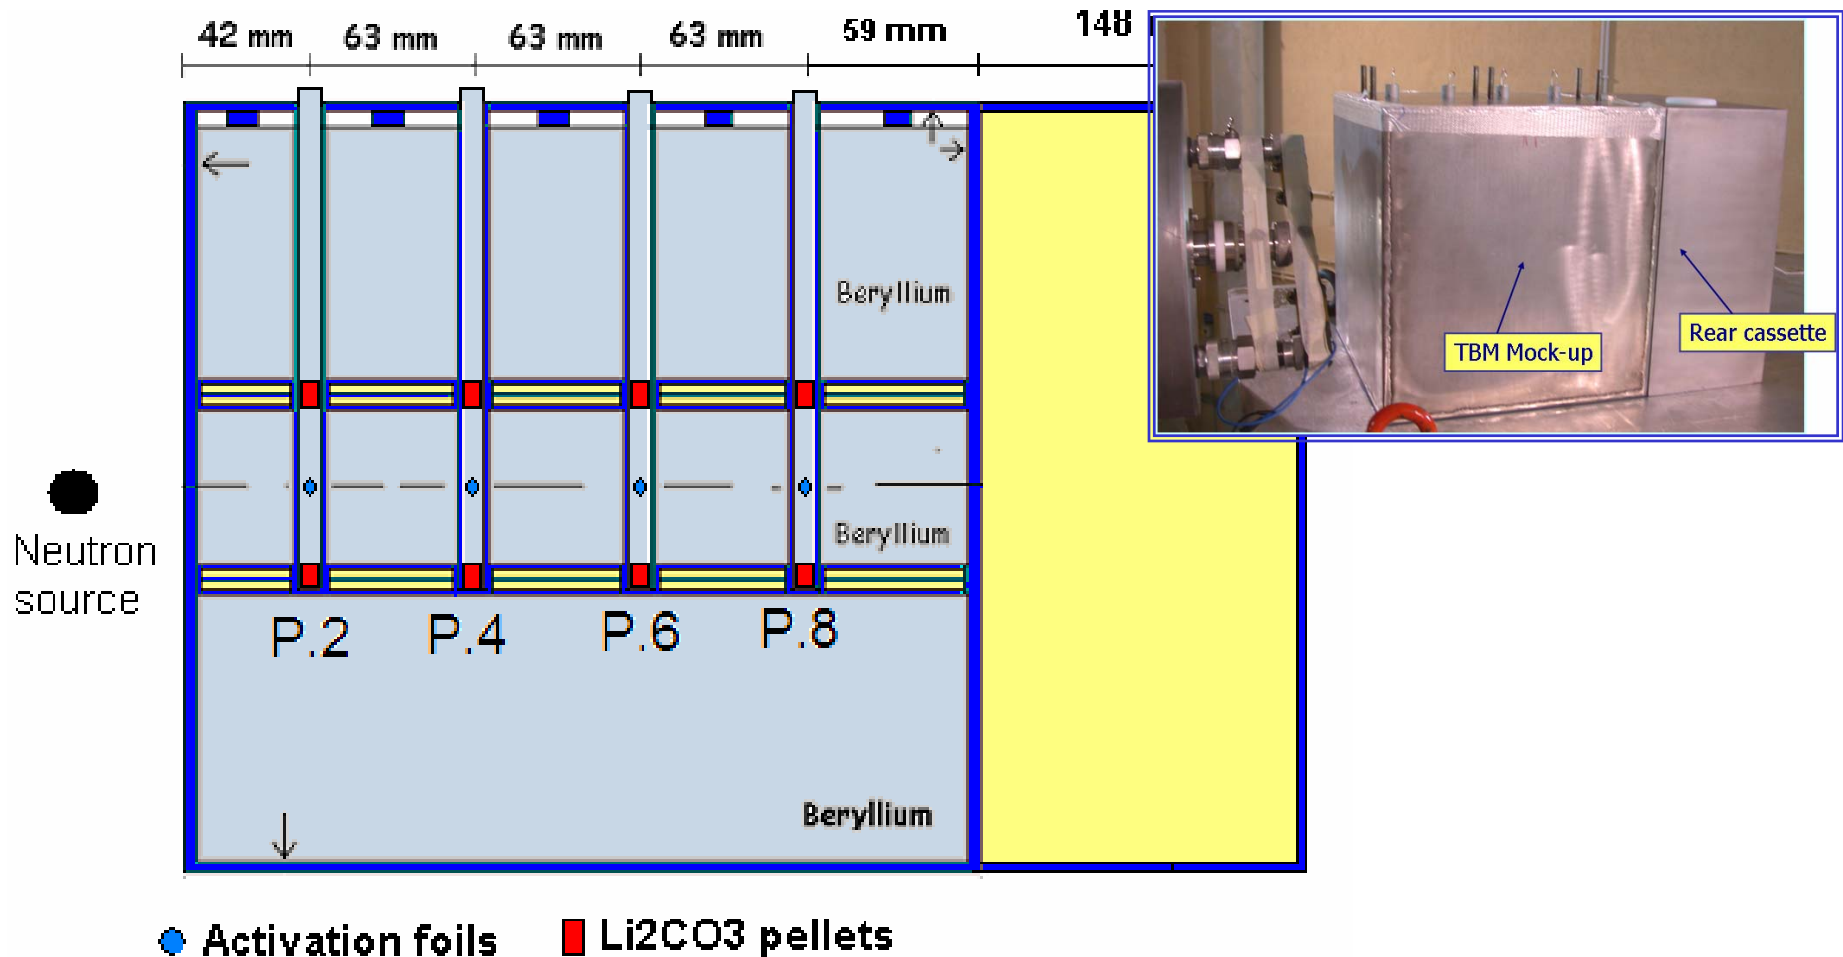 42 mm
63 mm
63 mm
63 mm
59 mm
148
Beryllium
TBM Mock-up
Rear cassette
Neutron
source
Beryllium
P.2
P.4
P.6
P.8
Beryllium
Activation foils
Li2CO3 pellets